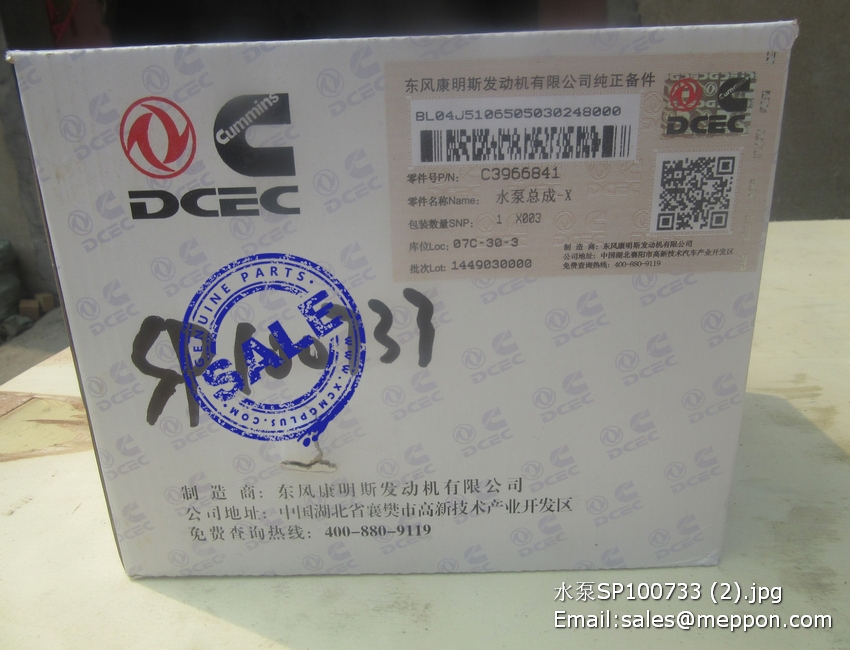 Cummins
DCEC
东风康明斯发动机有限公司纯正备件
BL04J5106505030248000
零件号P/N: C3966841
零件名称Name: 水泵总成-X
包装数量SNP: 1 X003
库位Loc: 07C-30-3
批次Lot: 1449030000
Cummins
DCEC
制 造 商: 东风康明斯发动机有限公司
公司地址: 中国湖北襄阳市高新技术汽车产业开发区
免费查询热线: 400-880-9119
SP100733
GENUINE PARTS
SALE
WWW.XCMGPLUS.COM
制 造 商: 东风康明斯发动机有限公司
公司地址: 中国湖北省襄樊市高新技术产业开发区
免费查询热线: 400-880-9119
水泵SP100733 (2).jpg
Email:sales@meppon.com